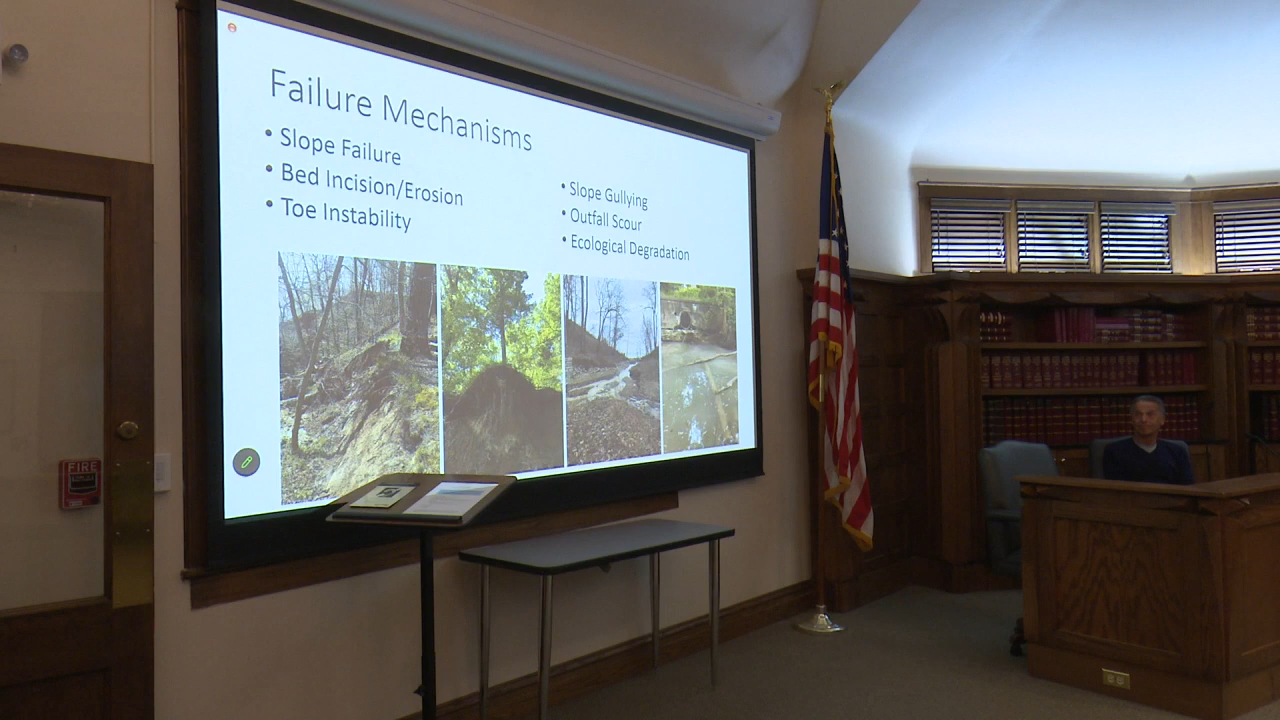 Failure Mechanisms
• Slope Failure
• Bed Incision/Erosion
• Toe Instability
• Slope Gullying
• Outfall Scour
• Ecological Degradation
FIRE